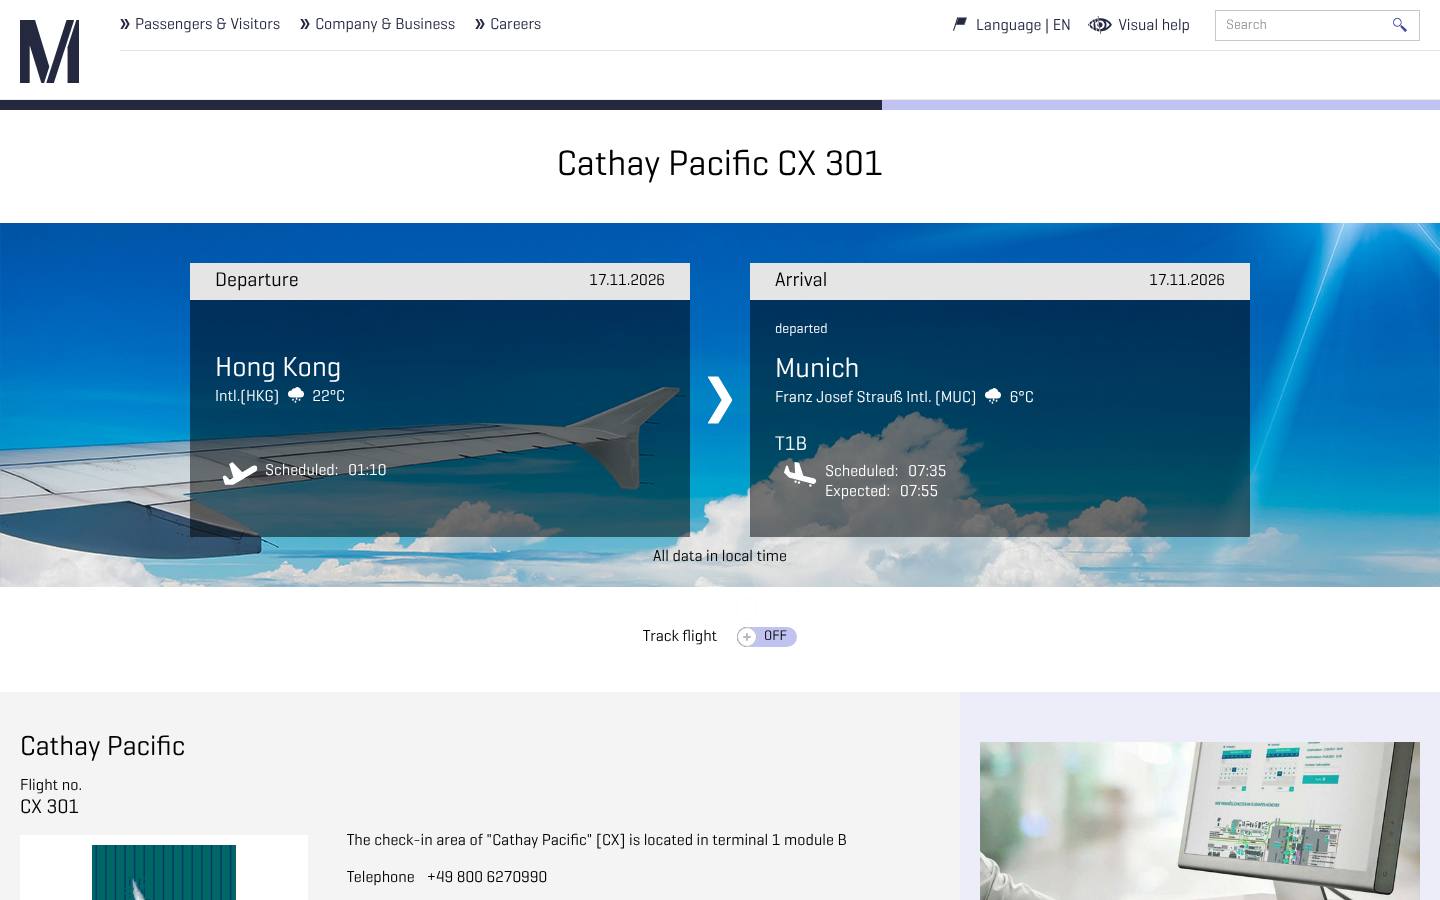 Passengers & Visitors
Company & Business
Careers
Language | EN
Visual help
Search
M
Cathay Pacific CX 301
Departure 17.11.2026
Hong Kong
Intl.(HKG) 22°C
Scheduled: 01:10
Arrival 17.11.2026
departed
Munich
Franz Josef Strauß Intl. (MUC) 6°C
T1B
Scheduled: 07:35
Expected: 07:55
All data in local time
Track flight OFF
Cathay Pacific
Flight no.
CX 301
The check-in area of "Cathay Pacific" (CX) is located in terminal 1 module B
Telephone +49 800 6270990